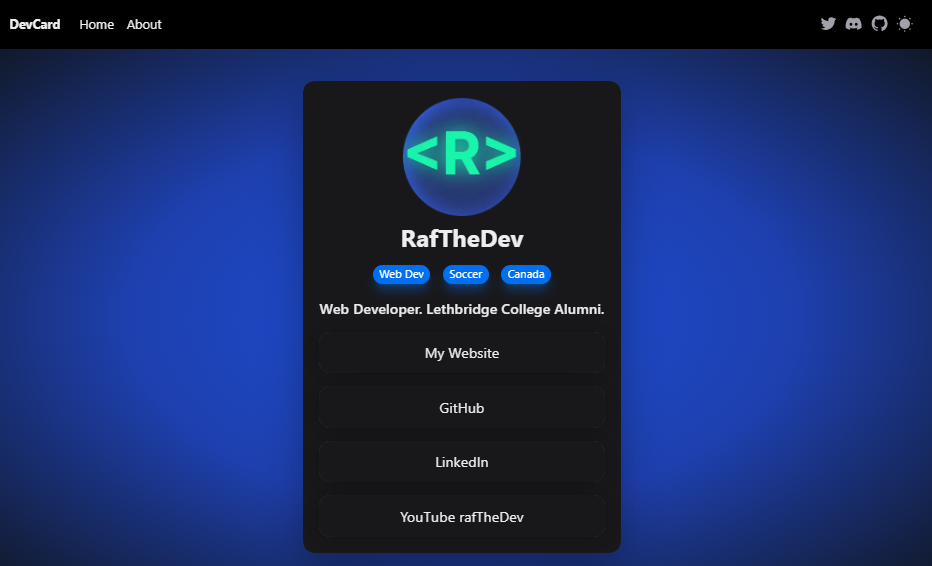 DevCard Home About
<R>
RafTheDev
Web Dev Soccer Canada
Web Developer. Lethbridge College Alumni.
My Website
GitHub
LinkedIn
YouTube rafTheDev